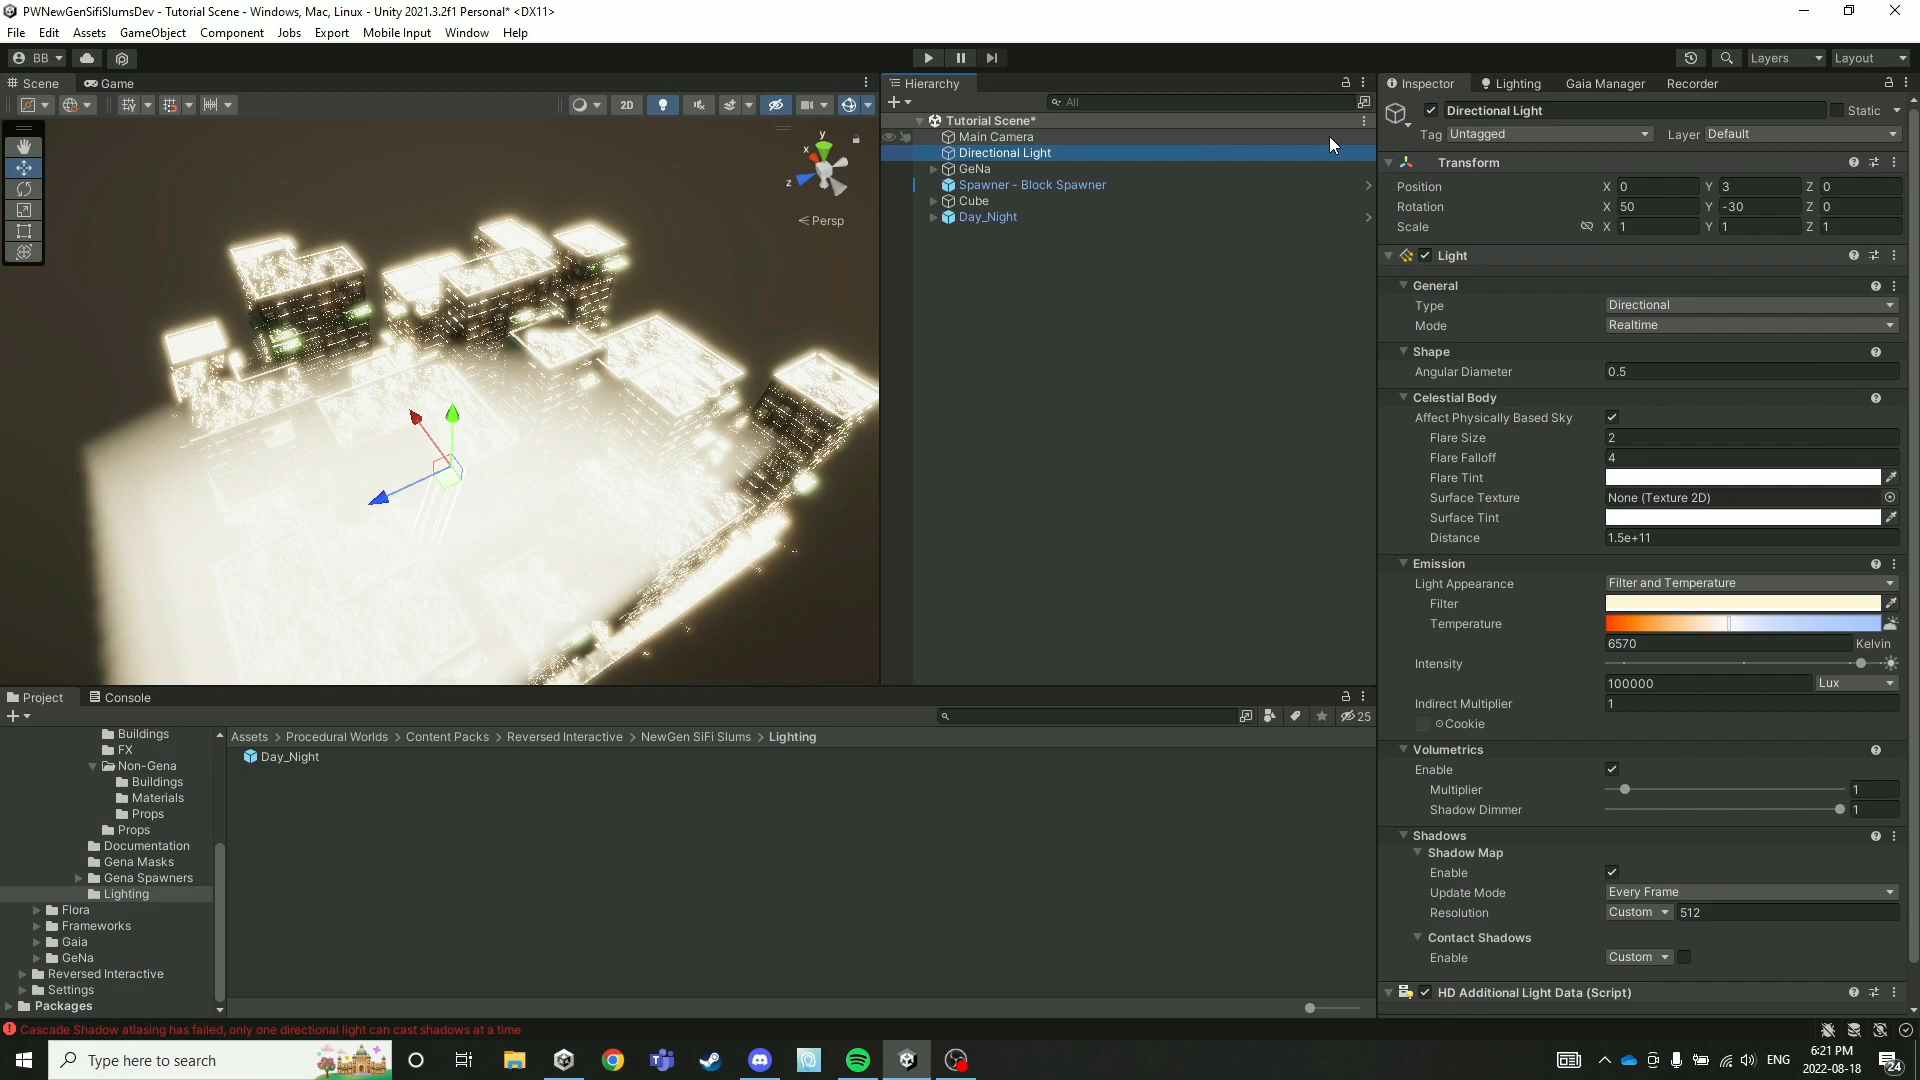 PWNewGenSifiSlumsDev - Tutorial Scene - Windows, Mac, Linux - Unity 2021.3.2f1 Personal* <DX11>
File Edit Assets GameObject Component Jobs Export Mobile Input Window Help
BB Layers Layout
Scene Game
2D
y x z
Persp
Hierarchy
All
Tutorial Scene*
Main Camera
Directional Light
GeNa
Spawner - Block Spawner
Cube
Day_Night
Inspector Lighting Gaia Manager Recorder
Directional Light Static
Tag Untagged Layer Default
Transform
Position X 0 Y 3 Z 0
Rotation X 50 Y -30 Z 0
Scale X 1 Y 1 Z 1
Light
General
Type Directional
Mode Realtime
Shape
Angular Diameter 0.5
Celestial Body
Affect Physically Based Sky
Flare Size 2
Flare Falloff 4
Flare Tint
Surface Texture None (Texture 2D)
Surface Tint
Distance 1.5e+11
Emission
Light Appearance Filter and Temperature
Filter
Temperature
6570 Kelvin
Intensity
100000 Lux
Indirect Multiplier 1
Cookie
Volumetrics
Enable
Multiplier 1
Shadow Dimmer 1
Shadows
Shadow Map
Enable
Update Mode Every Frame
Resolution Custom 512
Contact Shadows
Enable Custom
HD Additional Light Data (Script)
Project Console
25
Buildings
FX
Non-Gena
Buildings
Materials
Props
Props
Documentation
Gena Masks
Gena Spawners
Lighting
Flora
Frameworks
Gaia
GeNa
Reversed Interactive
Settings
Packages
Assets > Procedural Worlds > Content Packs > Reversed Interactive > NewGen SiFi Slums > Lighting
Day_Night
Cascade Shadow atlasing has failed, only one directional light can cast shadows at a time
Type here to search
ENG
6:21 PM
2022-08-18
24